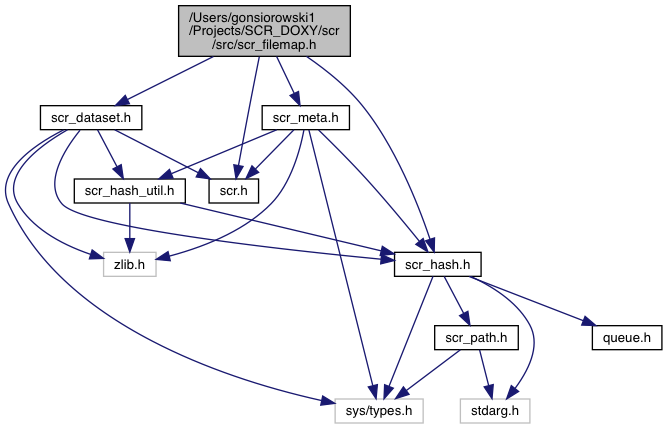 /Users/gonsiorowski1
/Projects/SCR_DOXY/scr
/src/scr_filemap.h
scr_dataset.h
scr_meta.h
scr_hash_util.h
scr.h
zlib.h
scr_hash.h
scr_path.h
queue.h
sys/types.h
stdarg.h